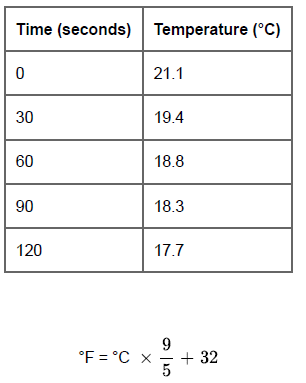 Time (seconds) Temperature (°C)
0 21.1
30 19.4
60 18.8
90 18.3
120 17.7
°F = °C × 9/5 + 32